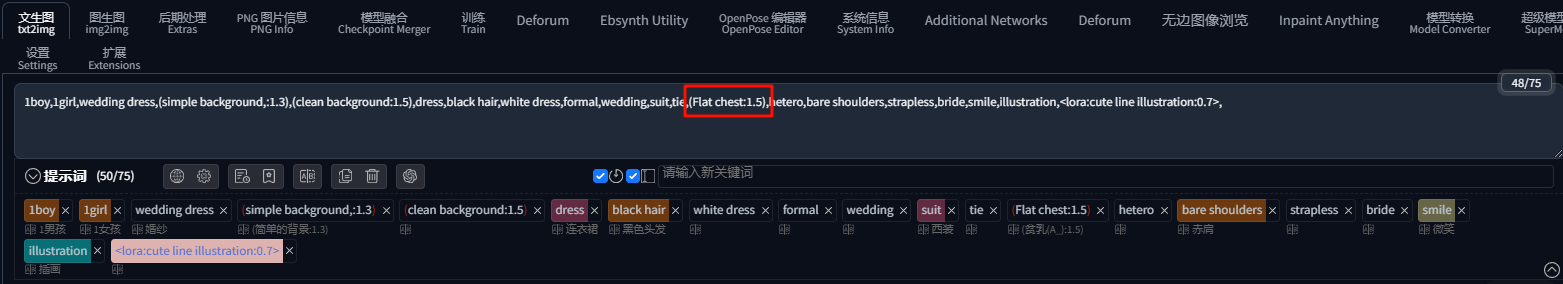 文生图 图生图 后期处理 PNG 图片信息 模型融合 训练 Deforum Ebsynth Utility OpenPose 编辑器 系统信息 Additional Networks Deforum 无边图像浏览 Inpaint Anything 模型转换 超级模型
txt2img img2img Extras PNG Info Checkpoint Merger Train OpenPose Editor System Info Model Converter SuperMe
设置 扩展
Settings Extensions
48/75
1boy,1girl,wedding dress,(simple background,:1.3),(clean background:1.5),dress,black hair,white dress,formal,wedding,suit,tie,(Flat chest:1.5),hetero,bare shoulders,strapless,bride,smile,illustration,<lora:cute line illustration:0.7>,
提示词 (50/75) 请输入新关键词
1boy × 1girl × wedding dress × (simple background,:1.3) × (clean background:1.5) × dress × black hair × white dress × formal × wedding × suit × tie × (Flat chest:1.5) × hetero × bare shoulders × strapless × bride × smile ×
1男孩 1女孩 婚纱 (简单的背景:1.3) 连衣裙 黑色头发 西装 (贫乳(A_):1.5) 赤肩 微笑
illustration × <lora:cute line illustration:0.7> ×
插画